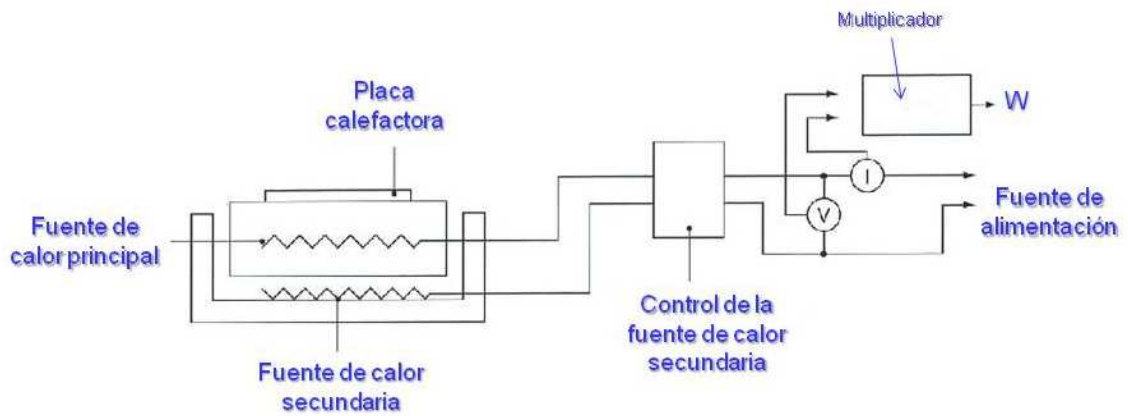 Multiplicador
Placa
calefactora
W
I
V
Fuente de
alimentación
Fuente de
calor principal
Control de la
fuente de calor
secundaria
Fuente de calor
secundaria